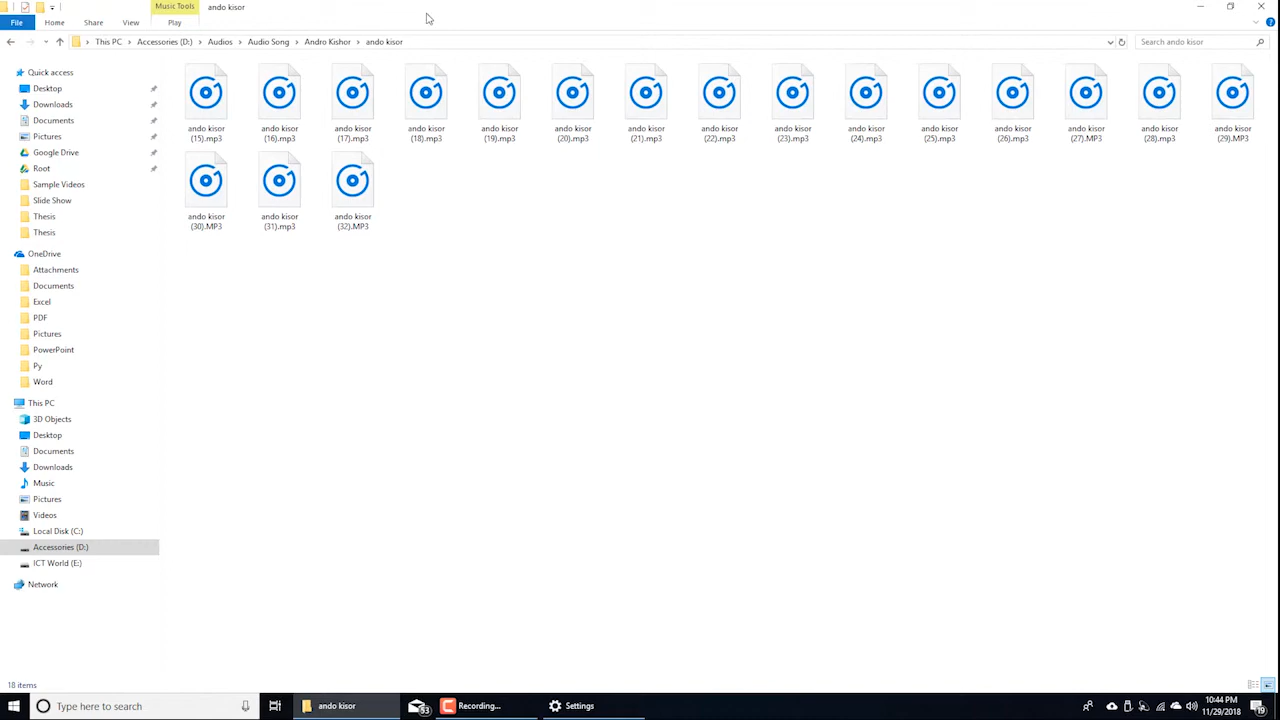 Music Tools
ando kisor
File
Home
Share
View
Play
This PC
Accessories (D:)
Audios
Audio Song
Andro Kishor
ando kisor
Search ando kisor
Quick access
Desktop
Downloads
Documents
Pictures
Google Drive
Root
Sample Videos
Slide Show
Thesis
Thesis
OneDrive
Attachments
Documents
Excel
PDF
Pictures
PowerPoint
Py
Word
This PC
3D Objects
Desktop
Documents
Downloads
Music
Pictures
Videos
Local Disk (C:)
Accessories (D:)
ICT World (E:)
Network
ando kisor
(15).mp3
ando kisor
(16).mp3
ando kisor
(17).mp3
ando kisor
(18).mp3
ando kisor
(19).mp3
ando kisor
(20).mp3
ando kisor
(21).mp3
ando kisor
(22).mp3
ando kisor
(23).mp3
ando kisor
(24).mp3
ando kisor
(25).mp3
ando kisor
(26).mp3
ando kisor
(27).MP3
ando kisor
(28).mp3
ando kisor
(29).MP3
ando kisor
(30).MP3
ando kisor
(31).mp3
ando kisor
(32).MP3
18 items
Type here to search
ando kisor
53
Recording...
Settings
10:44 PM
11/29/2018
19